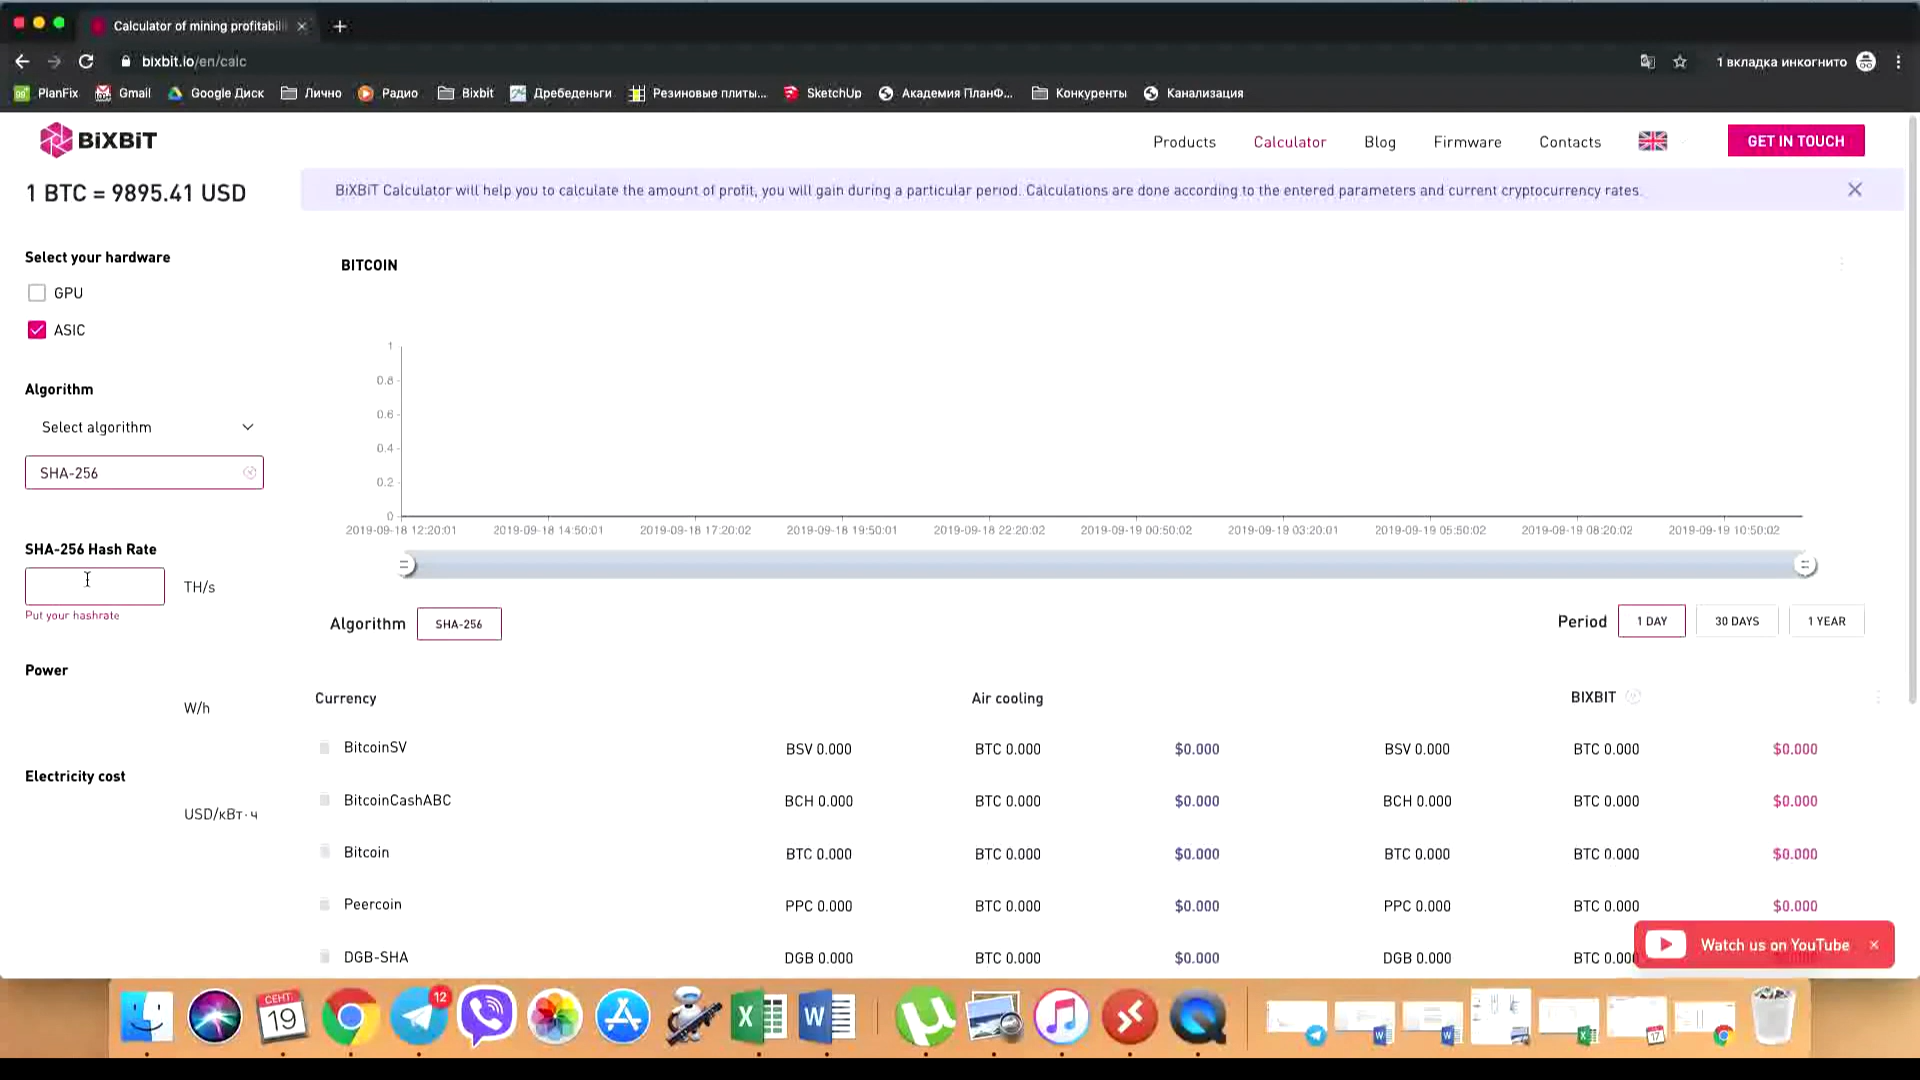 Calculator of mining profitabili
bixbit.io/en/calc
1 вкладка инкогнито
PlanFix
Gmail
Google Диск
Лично
Радио
Bixbit
Дребеденьги
Резиновые плиты...
SketchUp
Академия ПланФ...
Конкуренты
Канализация
BiXBiT
Products
Calculator
Blog
Firmware
Contacts
GET IN TOUCH
1 BTC = 9895.41 USD
BiXBiT Calculator will help you to calculate the amount of profit, you will gain during a particular period. Calculations are done according to the entered parameters and current cryptocurrency rates.
Select your hardware
GPU
ASIC
Algorithm
Select algorithm
SHA-256
SHA-256 Hash Rate
TH/s
Put your hashrate
Power
W/h
Electricity cost
USD/кВт·ч
BITCOIN
1
0.8
0.6
0.4
0.2
0
2019-09-18 12:20:01
2019-09-18 14:50:01
2019-09-18 17:20:02
2019-09-18 19:50:01
2019-09-18 22:20:02
2019-09-19 00:50:02
2019-09-19 03:20:01
2019-09-19 05:50:02
2019-09-19 08:20:02
2019-09-19 10:50:02
Algorithm
SHA-256
Period
1 DAY
30 DAYS
1 YEAR
Currency Air cooling BIXBIT
BitcoinSV BSV 0.000 BTC 0.000 $0.000 BSV 0.000 BTC 0.000 $0.000
BitcoinCashABC BCH 0.000 BTC 0.000 $0.000 BCH 0.000 BTC 0.000 $0.000
Bitcoin BTC 0.000 BTC 0.000 $0.000 BTC 0.000 BTC 0.000 $0.000
Peercoin PPC 0.000 BTC 0.000 $0.000 PPC 0.000 BTC 0.000 $0.000
DGB-SHA DGB 0.000 BTC 0.000 $0.000 DGB 0.000 BTC 0.00
Watch us on YouTube
СЕНТ.
19
12
17